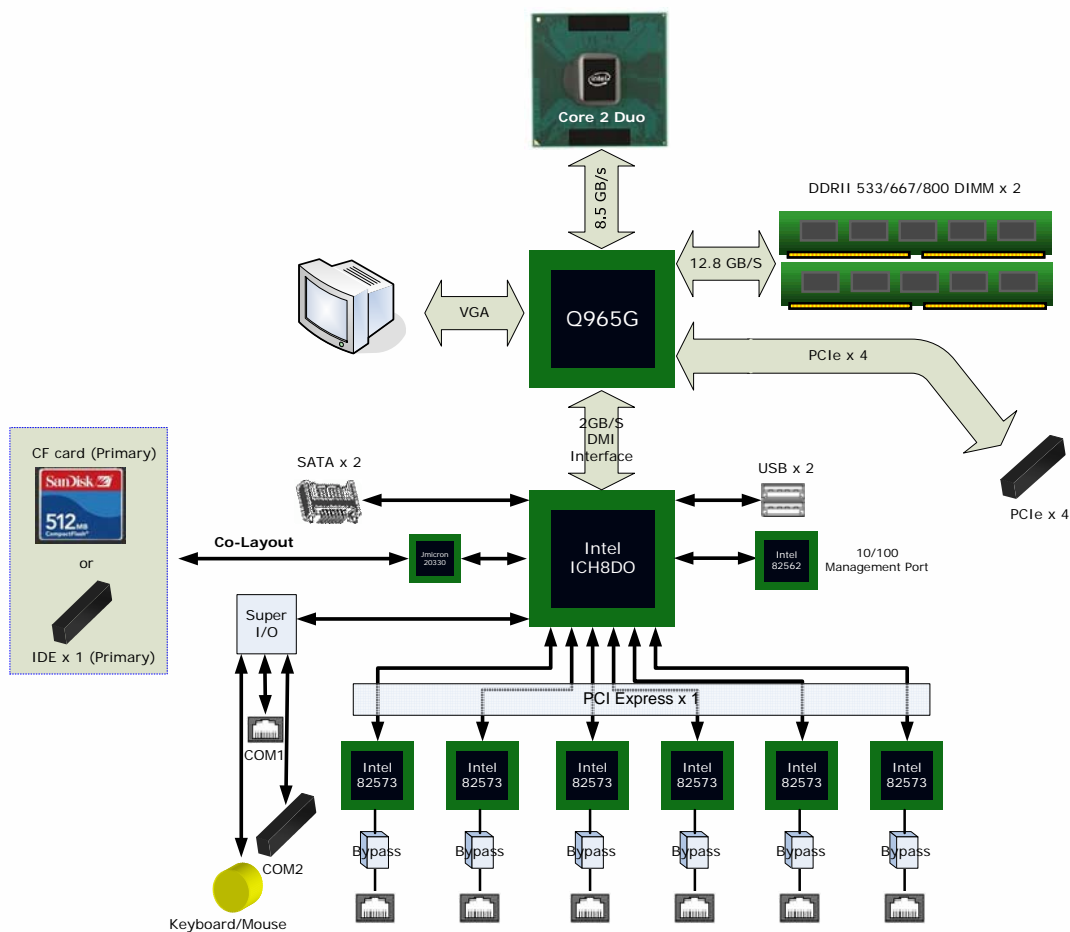 intel
Core 2 Duo
8.5 GB/s
DDRII 533/667/800 DIMM x 2
12.8 GB/S
Q965G
VGA
PCIe x 4
2GB/S
DMI
Interface
PCIe x 4
CF card (Primary)
SanDisk
512MB
CompactFlash
or
IDE x 1 (Primary)
SATA x 2
USB x 2
Co-Layout
Jmicron
20330
Intel
ICH8DO
Intel
82562
10/100
Management Port
Super
I/O
PCI Express x 1
COM1
COM2
Keyboard/Mouse
Intel
82573
Intel
82573
Intel
82573
Intel
82573
Intel
82573
Intel
82573
Bypass
Bypass
Bypass
Bypass
Bypass
Bypass